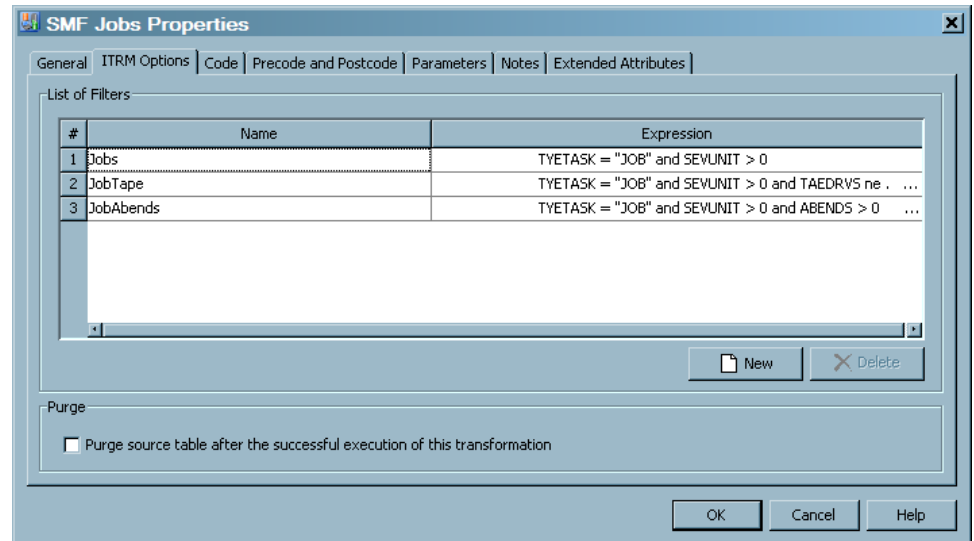 SMF Jobs Properties
General ITRM Options Code Precode and Postcode Parameters Notes Extended Attributes
List of Filters
# Name Expression
1 Jobs TYETASK = "JOB" and SEVUNIT > 0
2 JobTape TYETASK = "JOB" and SEVUNIT > 0 and TAEDRVS ne . ...
3 JobAbends TYETASK = "JOB" and SEVUNIT > 0 and ABENDS > 0 ...
New Delete
Purge
Purge source table after the successful execution of this transformation
OK Cancel Help